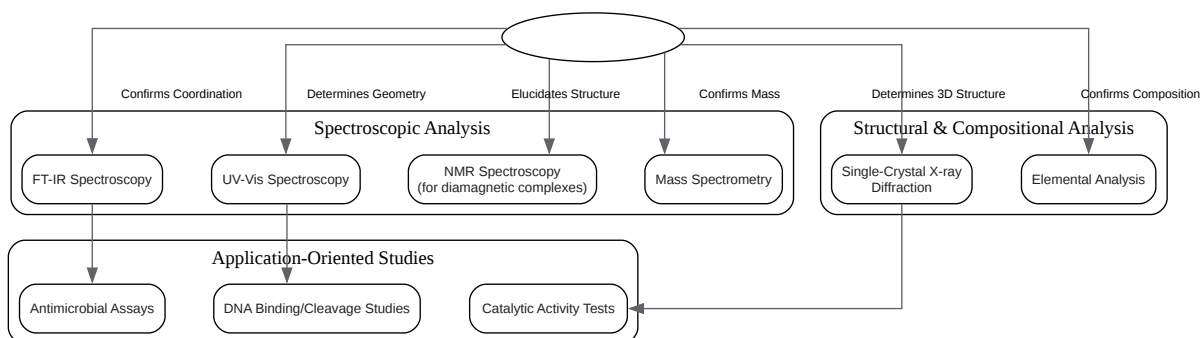 Confirms Coordination
Determines Geometry
Elucidates Structure
Confirms Mass
Determines 3D Structure
Confirms Composition
Spectroscopic Analysis
Structural & Compositional Analysis
FT-IR Spectroscopy
UV-Vis Spectroscopy
NMR Spectroscopy
(for diamagnetic complexes)
Mass Spectrometry
Single-Crystal X-ray
Diffraction
Elemental Analysis
Application-Oriented Studies
Antimicrobial Assays
DNA Binding/Cleavage Studies
Catalytic Activity Tests